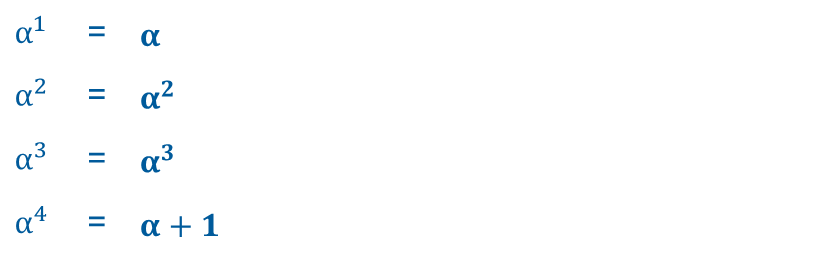 α¹ = α
α² = α²
α³ = α³
α⁴ = α + 1